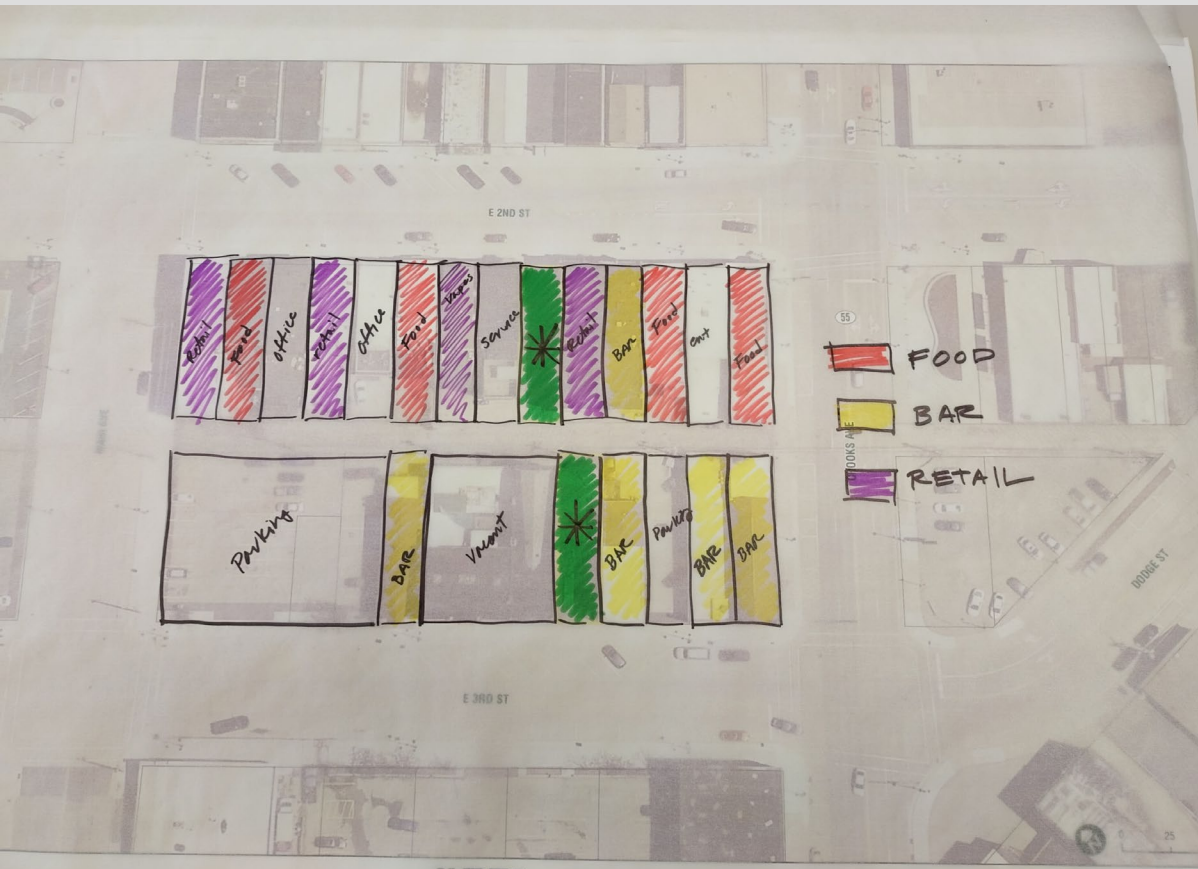 E 2ND ST
Retail
Food
office
retail
office
Food
Vapes
Service
Retail
BAR
Food
ent
Food
55
FOOD
BAR
RETAIL
Parking
BAR
Vacant
BAR
Parking
BAR
BAR
DODGE ST
E 3RD ST
25